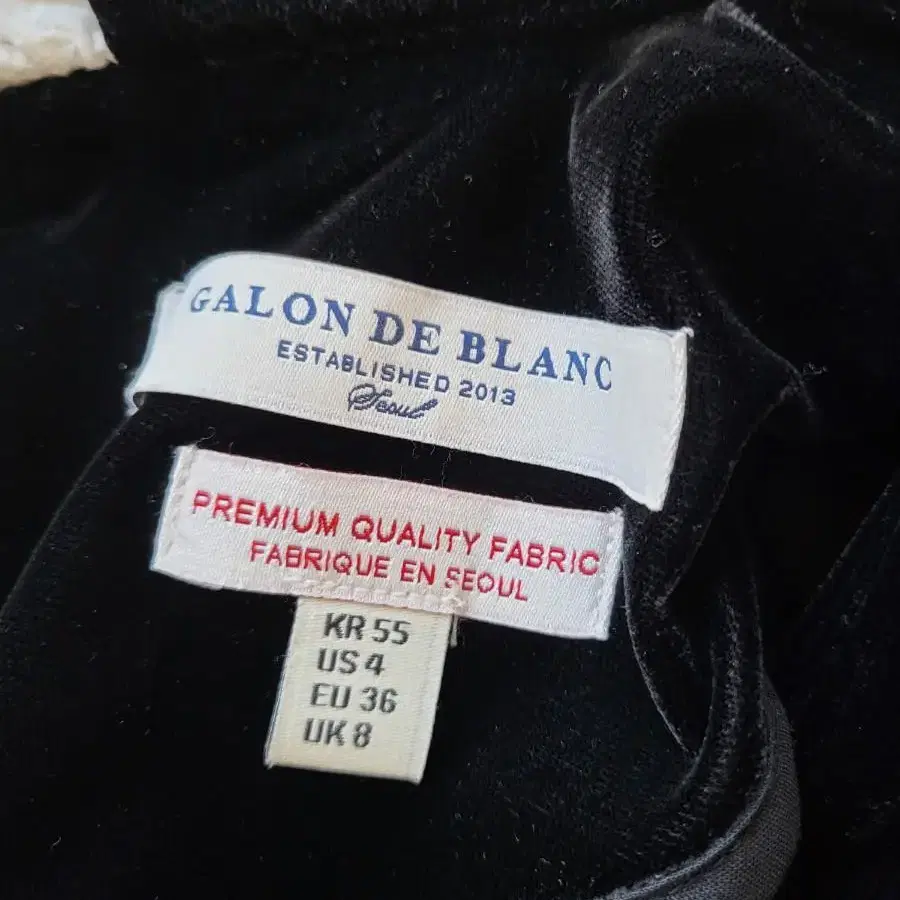 GALON DE BLANC
ESTABLISHED 2013
Seoul
PREMIUM QUALITY FABRIC
FABRIQUE EN SEOUL
KR 55
US 4
EU 36
UK 8